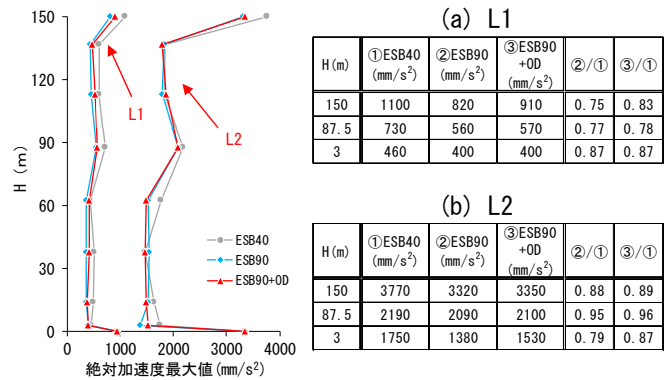 150
120
90
60
30
0
H (m)
L1
L2
ESB40
ESB90
ESB90+OD
0 1000 2000 3000 4000
絶対加速度最大値(mm/s²)
(a) L1
H(m) ①ESB40 (mm/s²) ②ESB90 (mm/s²) ③ESB90 +OD (mm/s²) ②/① ③/①
150 1100 820 910 0.75 0.83
87.5 730 560 570 0.77 0.78
3 460 400 400 0.87 0.87
(b) L2
H(m) ①ESB40 (mm/s²) ②ESB90 (mm/s²) ③ESB90 +OD (mm/s²) ②/① ③/①
150 3770 3320 3350 0.88 0.89
87.5 2190 2090 2100 0.95 0.96
3 1750 1380 1530 0.79 0.87